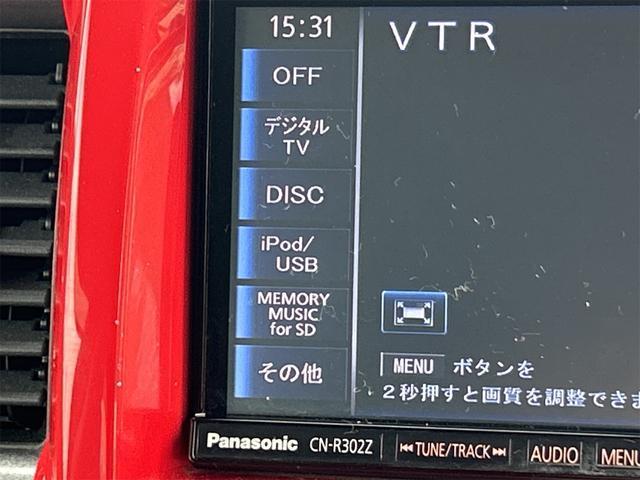 15:31
VTR
OFF
デジタル
TV
DISC
iPod/
USB
MEMORY
MUSIC
for SD
その他
MENU ボタンを
2秒押すと画質を調整できま
Panasonic CN-R302Z TUNE/TRACK AUDIO MENU